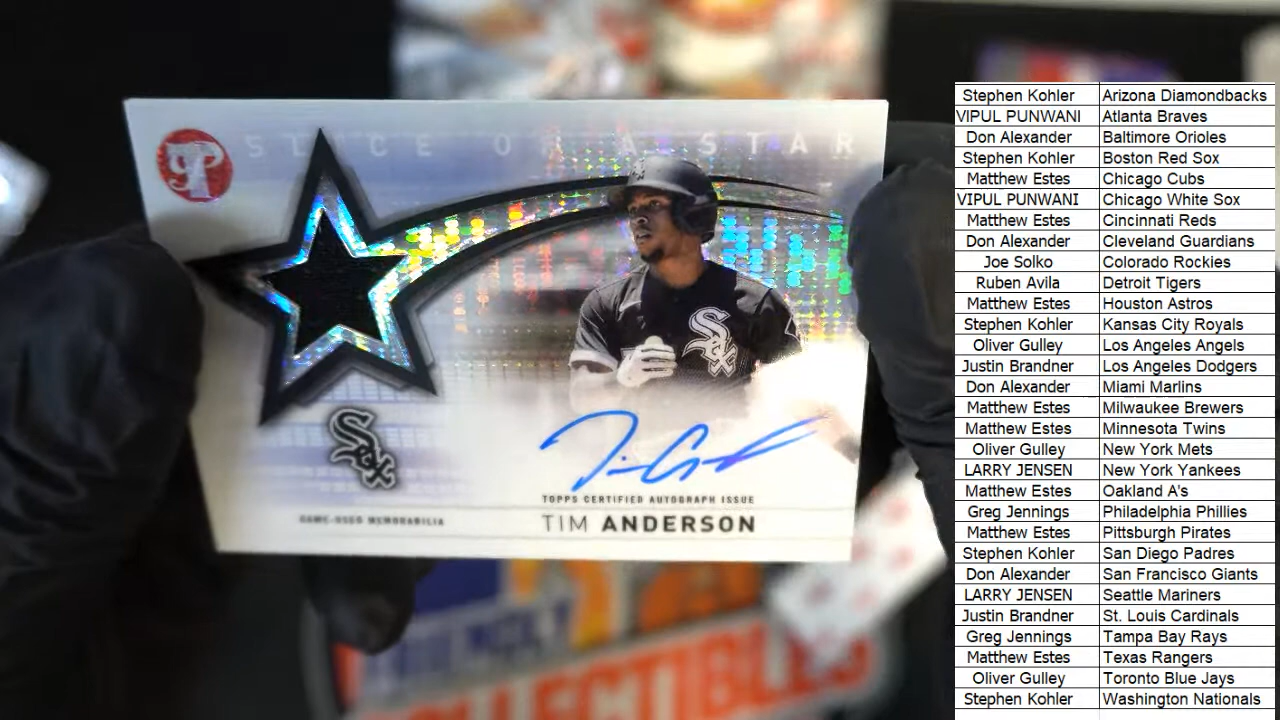 SLICE OF A STAR
Sox
Sox
TOPPS CERTIFIED AUTOGRAPH ISSUE
GAME-USED MEMORABILIA
TIM ANDERSON
Stephen Kohler Arizona Diamondbacks
VIPUL PUNWANI Atlanta Braves
Don Alexander Baltimore Orioles
Stephen Kohler Boston Red Sox
Matthew Estes Chicago Cubs
VIPUL PUNWANI Chicago White Sox
Matthew Estes Cincinnati Reds
Don Alexander Cleveland Guardians
Joe Solko Colorado Rockies
Ruben Avila Detroit Tigers
Matthew Estes Houston Astros
Stephen Kohler Kansas City Royals
Oliver Gulley Los Angeles Angels
Justin Brandner Los Angeles Dodgers
Don Alexander Miami Marlins
Matthew Estes Milwaukee Brewers
Matthew Estes Minnesota Twins
Oliver Gulley New York Mets
LARRY JENSEN New York Yankees
Matthew Estes Oakland A's
Greg Jennings Philadelphia Phillies
Matthew Estes Pittsburgh Pirates
Stephen Kohler San Diego Padres
Don Alexander San Francisco Giants
LARRY JENSEN Seattle Mariners
Justin Brandner St. Louis Cardinals
Greg Jennings Tampa Bay Rays
Matthew Estes Texas Rangers
Oliver Gulley Toronto Blue Jays
Stephen Kohler Washington Nationals